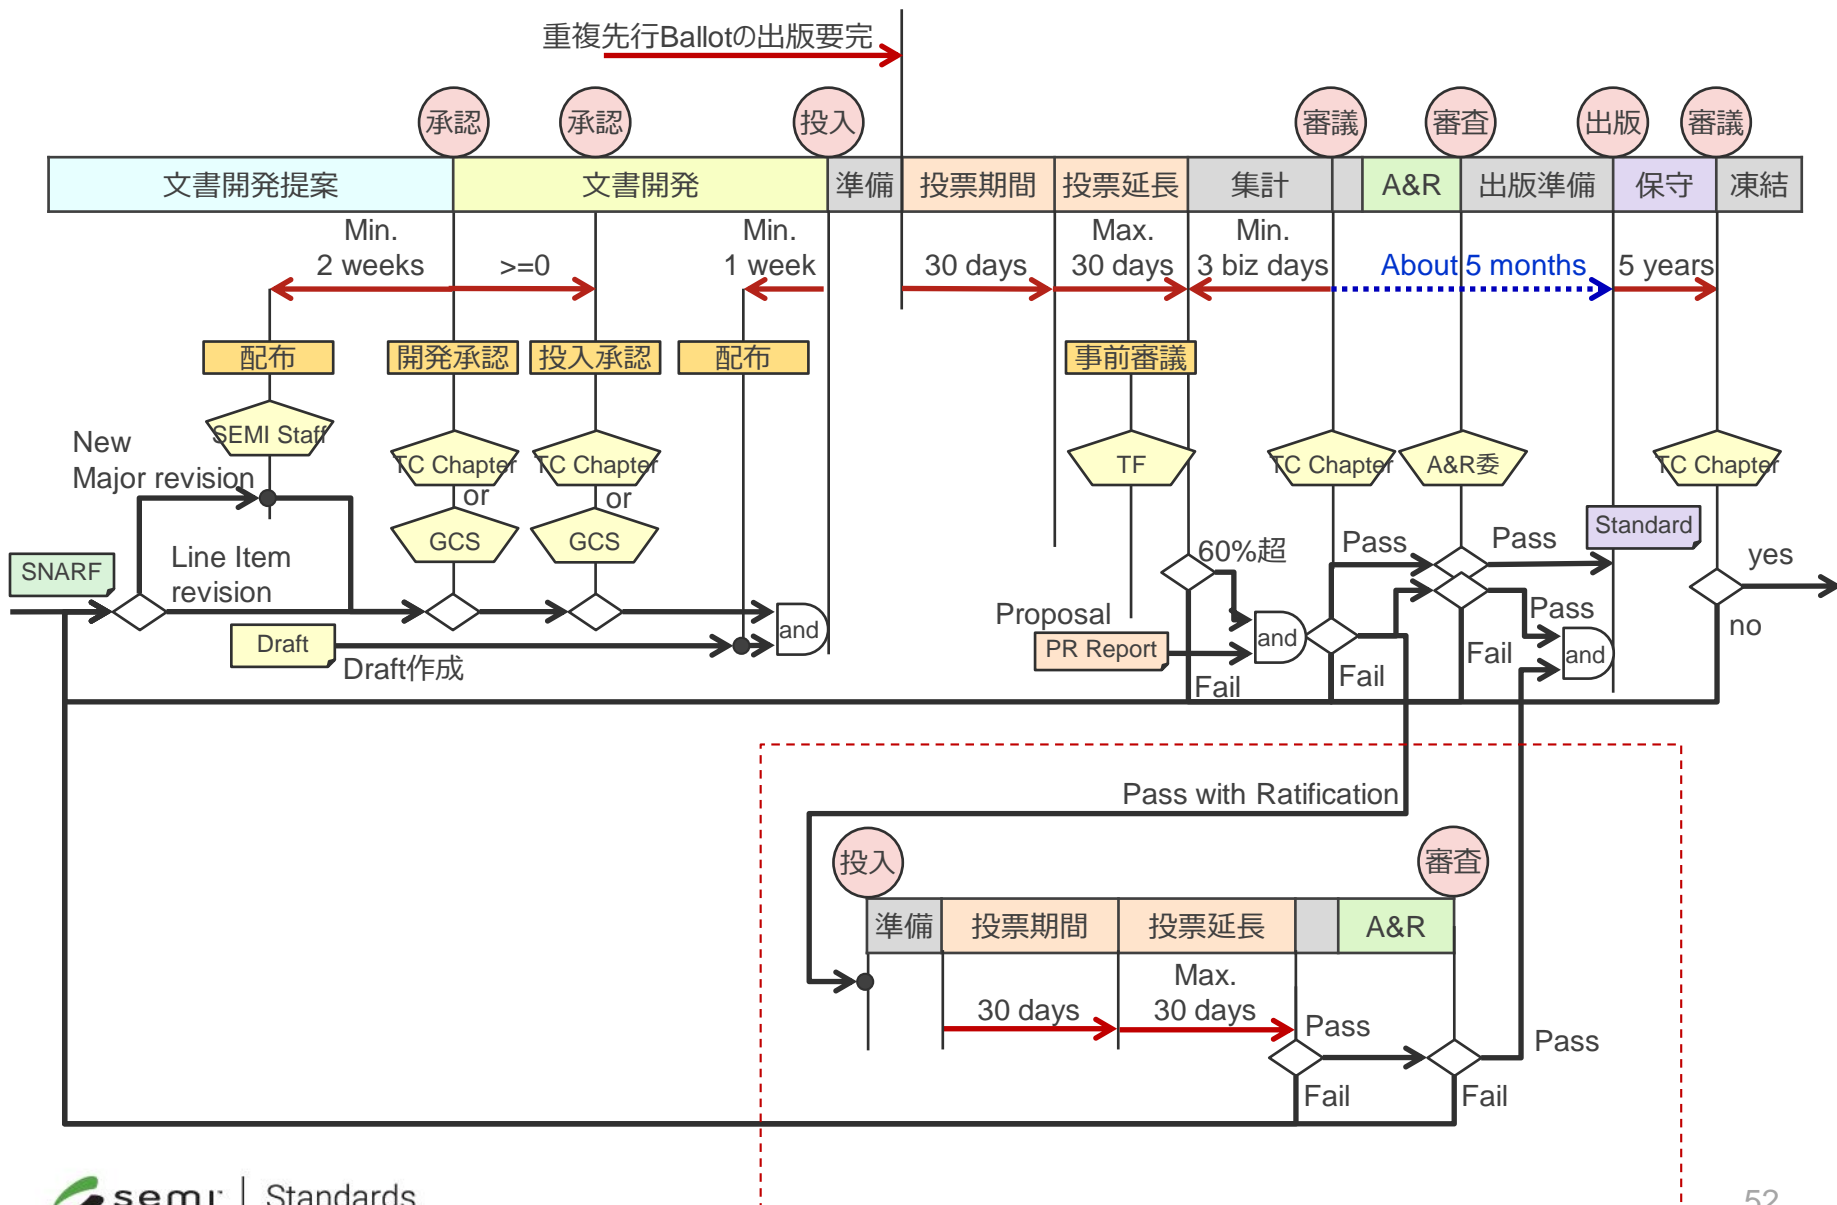 重複先行Ballotの出版要完
承認
承認
投入
審議
審査
出版
審議
文書開発提案
文書開発
準備
投票期間
投票延長
集計
A&R
出版準備
保守
凍結
Min.
2 weeks
>=0
Min.
1 week
30 days
Max.
30 days
Min.
3 biz days
About 5 months
5 years
配布
開発承認
投入承認
配布
事前審議
SEMI Staff
TC Chapter
or
GCS
TC Chapter
or
GCS
TF
TC Chapter
A&R委
TC Chapter
New
Major revision
SNARF
Line Item
revision
Draft
Draft作成
and
60%超
Proposal
PR Report
and
Fail
Pass
Fail
Pass
Standard
Pass
Fail
and
yes
no
Pass with Ratification
投入
審査
準備
投票期間
投票延長
A&R
30 days
Max.
30 days
Pass
Fail
Pass
Fail
semi
Standards
52